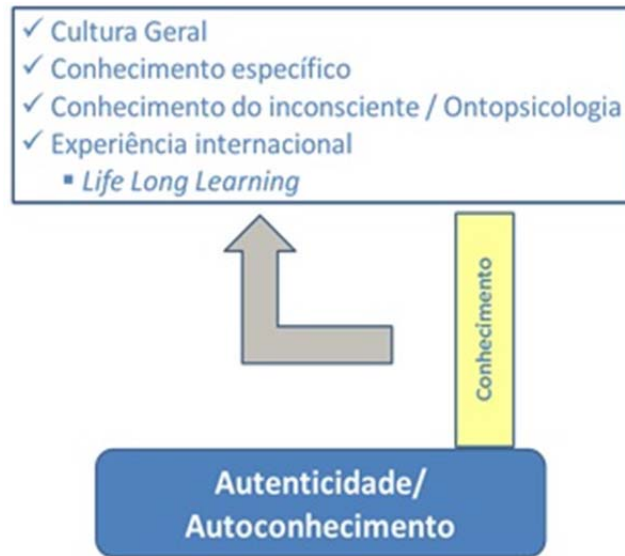 ✓ Cultura Geral
✓ Conhecimento específico
✓ Conhecimento do inconsciente / Ontopsicologia
✓ Experiência internacional
▪ Life Long Learning
Conhecimento
Autenticidade/
Autoconhecimento